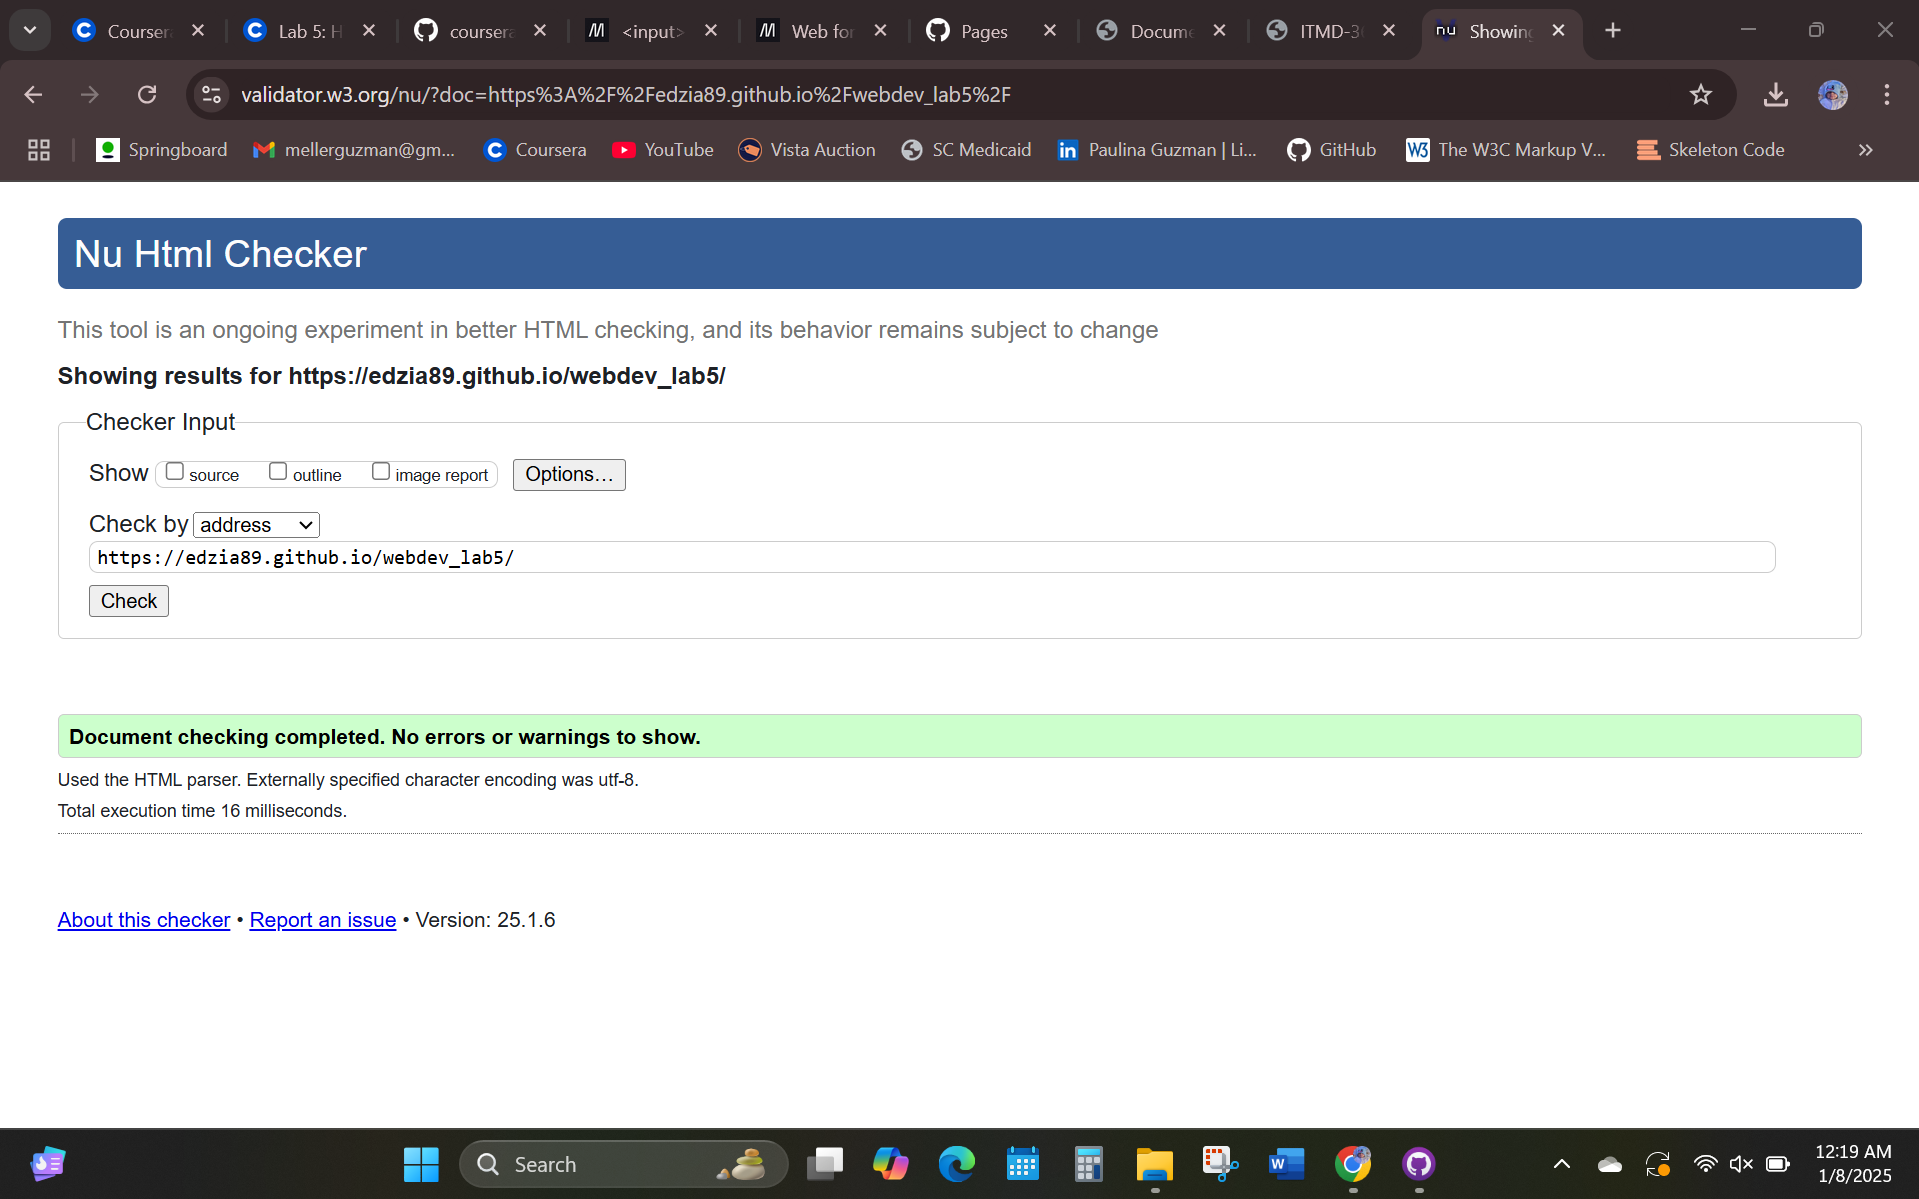 Coursera
Lab 5: H
coursera
<input>
Web for
Pages
Docume
ITMD-3
nu Showing
validator.w3.org/nu/?doc=https%3A%2F%2Fedzia89.github.io%2Fwebdev_lab5%2F
Springboard
mellerguzman@gm...
Coursera
YouTube
Vista Auction
SC Medicaid
Paulina Guzman | Li...
GitHub
W3 The W3C Markup V...
Skeleton Code
Nu Html Checker
This tool is an ongoing experiment in better HTML checking, and its behavior remains subject to change
Showing results for https://edzia89.github.io/webdev_lab5/
Checker Input
Show source outline image report Options...
Check by address
https://edzia89.github.io/webdev_lab5/
Check
Document checking completed. No errors or warnings to show.
Used the HTML parser. Externally specified character encoding was utf-8.
Total execution time 16 milliseconds.
About this checker • Report an issue • Version: 25.1.6
Search
12:19 AM
1/8/2025